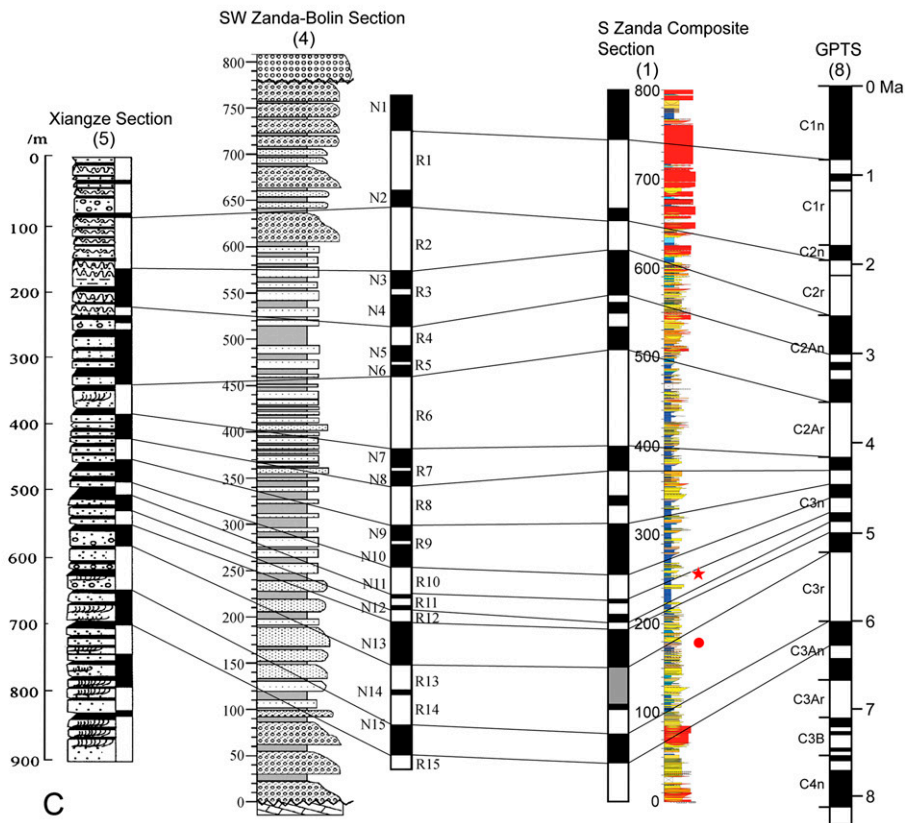 SW Zanda-Bolin Section
(4)
S Zanda Composite
Section
(1)
GPTS
(8)
Xiangze Section
(5)
/m
0
100
200
300
400
500
600
700
800
900
800
750
700
650
600
550
500
450
400
350
300
250
200
150
100
50
0
N1
N2
N3
N4
N5
N6
N7
N8
N9
N10
N11
N12
N13
N14
N15
R1
R2
R3
R4
R5
R6
R7
R8
R9
R10
R11
R12
R13
R14
R15
800
700
600
500
400
300
200
100
0
C1n
C1r
C2n
C2r
C2An
C2Ar
C3n
C3r
C3An
C3Ar
C3B
C4n
0 Ma
1
2
3
4
5
6
7
8
C